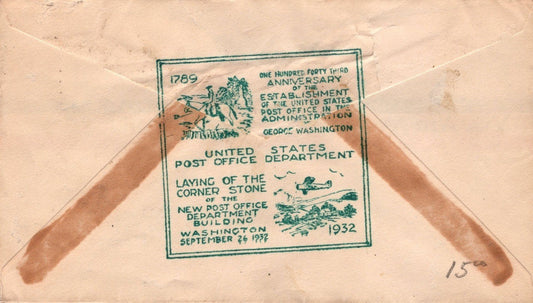 1789
ONE HUNDRED FORTY THIRD
ANNIVERSARY
OF THE
ESTABLISHMENT
OF THE UNITED STATES
POST OFFICE IN THE
ADMINISTRATION
OF
GEORGE WASHINGTON
UNITED STATES
POST OFFICE DEPARTMENT
LAYING OF THE
CORNER STONE
OF THE
NEW POST OFFICE
DEPARTMENT
BUILDING
WASHINGTON
SEPTEMBER 26 1932
1932
15⁰⁰